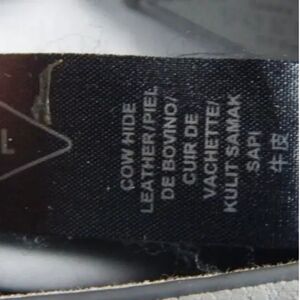 L
COW HIDE
LEATHER/PIEL
DE BOVINO/
CUIR DE
VACHETTE/
KULIT SAMAK
SAPI
牛皮